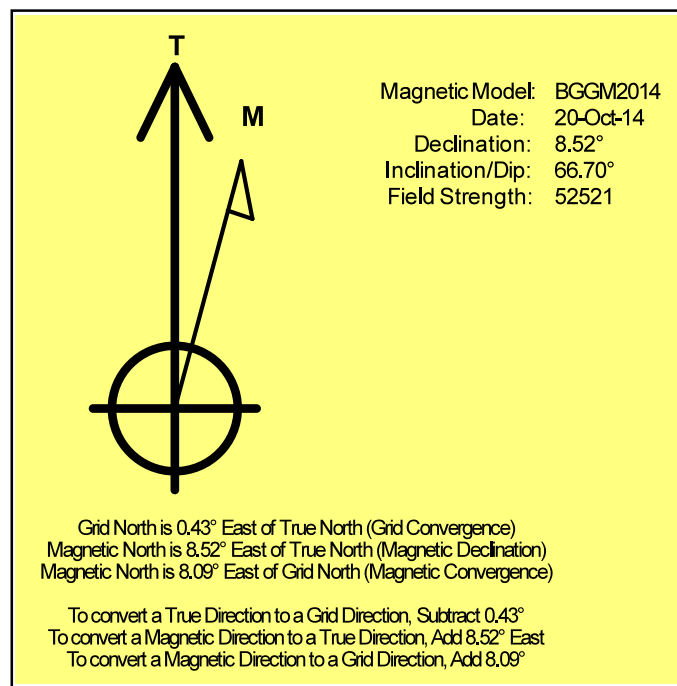 T
M
Magnetic Model: BGGM2014
Date: 20-Oct-14
Declination: 8.52°
Inclination/Dip: 66.70°
Field Strength: 52521
Grid North is 0.43° East of True North (Grid Convergence)
Magnetic North is 8.52° East of True North (Magnetic Declination)
Magnetic North is 8.09° East of Grid North (Magnetic Convergence)
To convert a True Direction to a Grid Direction, Subtract 0.43°
To convert a Magnetic Direction to a True Direction, Add 8.52° East
To convert a Magnetic Direction to a Grid Direction, Add 8.09°